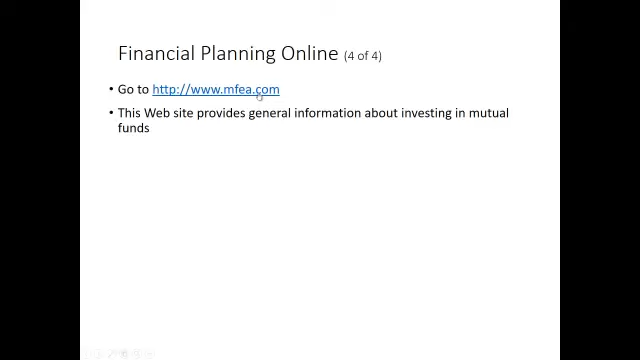 Financial Planning Online (4 of 4)
• Go to http://www.mfea.com
• This Web site provides general information about investing in mutual
funds